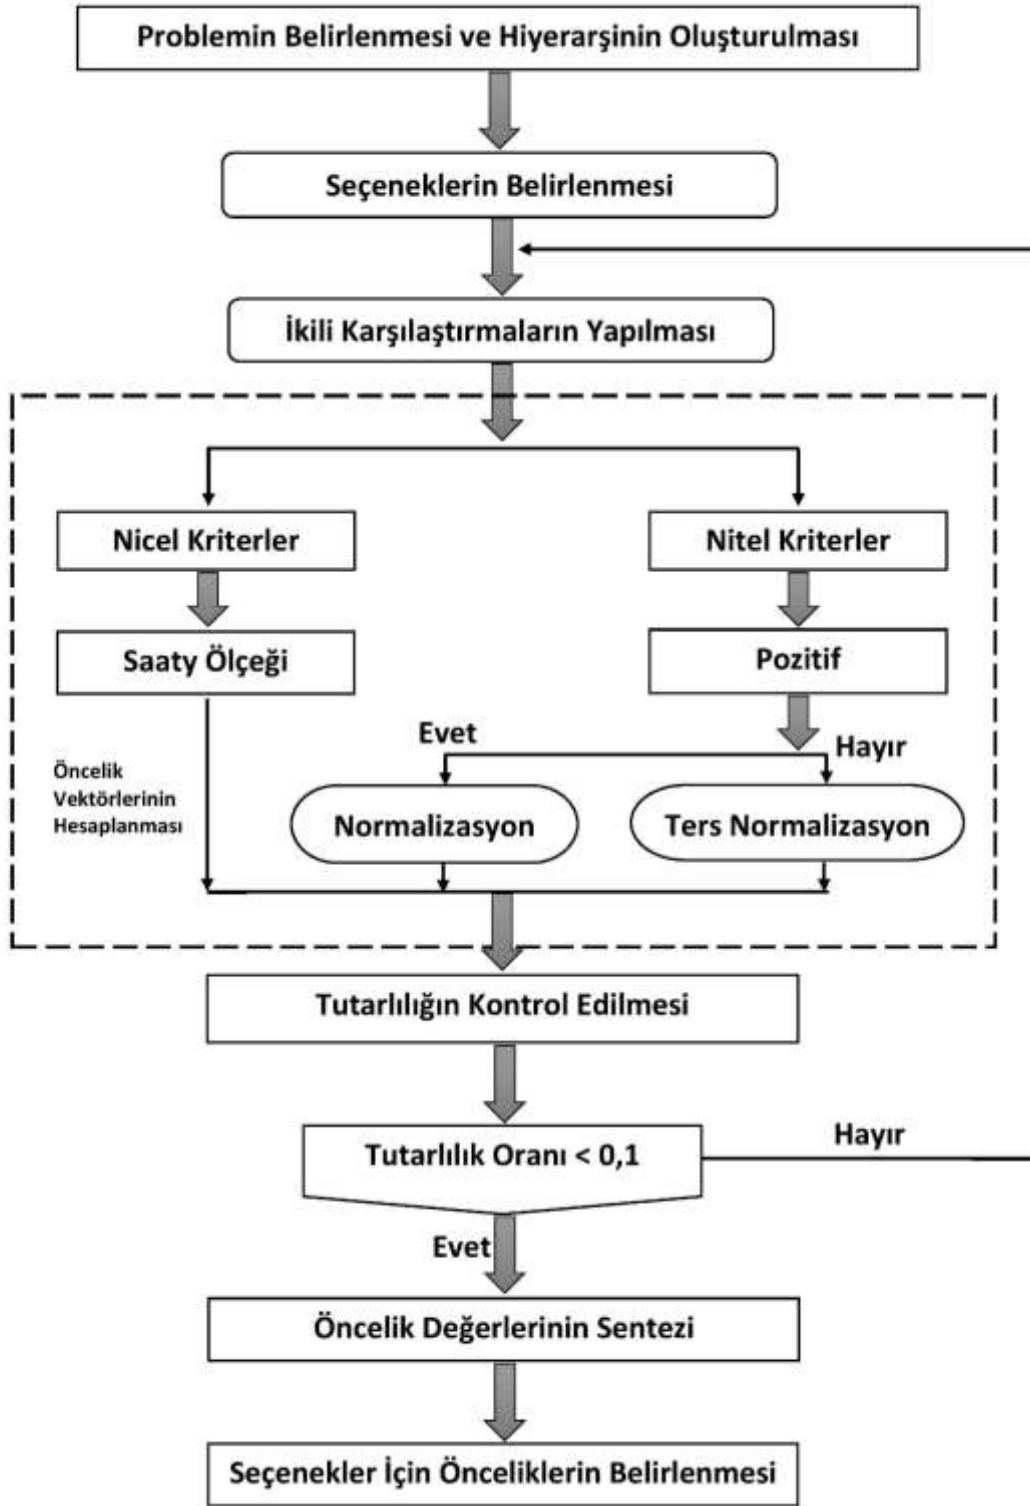 Problemin Belirlenmesi ve Hiyerarşinin Oluşturulması
Seçeneklerin Belirlenmesi
İkili Karşılaştırmaların Yapılması
Nicel Kriterler
Nitel Kriterler
Saaty Ölçeği
Pozitif
Evet
Hayır
Öncelik
Vektörlerinin
Hesaplanması
Normalizasyon
Ters Normalizasyon
Tutarlılığın Kontrol Edilmesi
Tutarlılık Oranı < 0,1
Hayır
Evet
Öncelik Değerlerinin Sentezi
Seçenekler İçin Önceliklerin Belirlenmesi